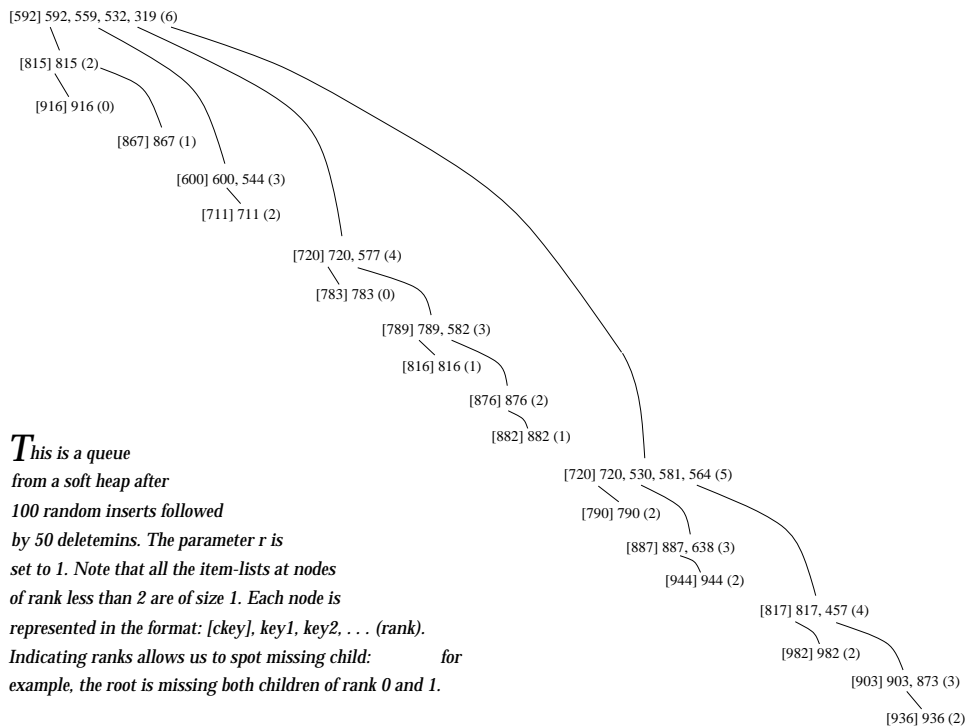 [592] 592, 559, 532, 319 (6)
[815] 815 (2)
[916] 916 (0)
[867] 867 (1)
[600] 600, 544 (3)
[711] 711 (2)
[720] 720, 577 (4)
[783] 783 (0)
[789] 789, 582 (3)
[816] 816 (1)
[876] 876 (2)
[882] 882 (1)
[720] 720, 530, 581, 564 (5)
[790] 790 (2)
[887] 887, 638 (3)
[944] 944 (2)
[817] 817, 457 (4)
[982] 982 (2)
[903] 903, 873 (3)
[936] 936 (2)
This is a queue
from a soft heap after
100 random inserts followed
by 50 deletemins. The parameter r is
set to 1. Note that all the item-lists at nodes
of rank less than 2 are of size 1. Each node is
represented in the format: [ckey], key1, key2, . . . (rank).
Indicating ranks allows us to spot missing child: for
example, the root is missing both children of rank 0 and 1.